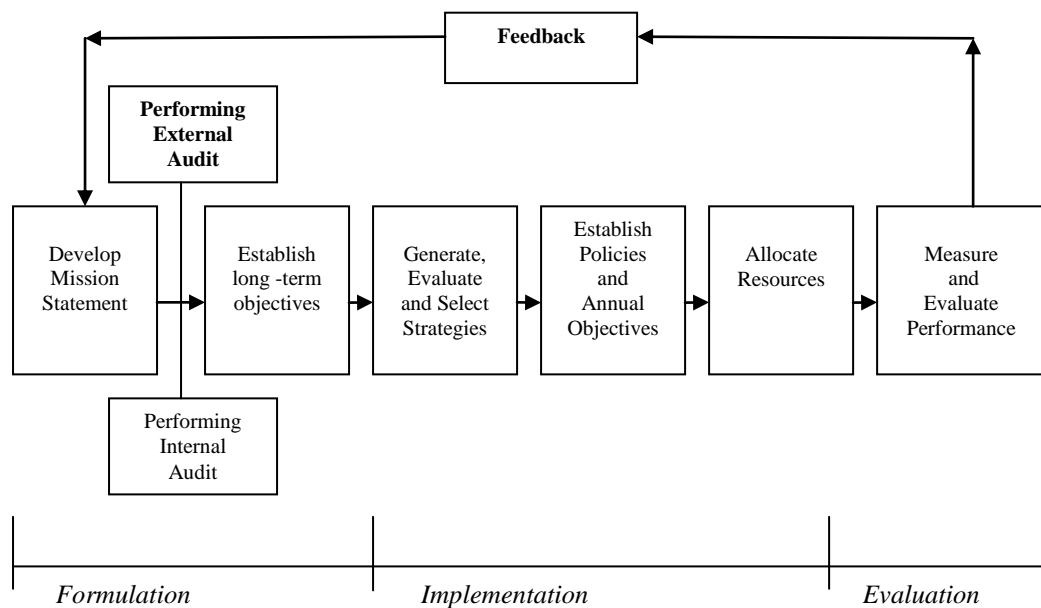 Feedback
Performing
External
Audit
Develop
Mission
Statement
Establish
long -term
objectives
Generate,
Evaluate
and Select
Strategies
Establish
Policies
and
Annual
Objectives
Allocate
Resources
Measure
and
Evaluate
Performance
Performing
Internal
Audit
Formulation
Implementation
Evaluation